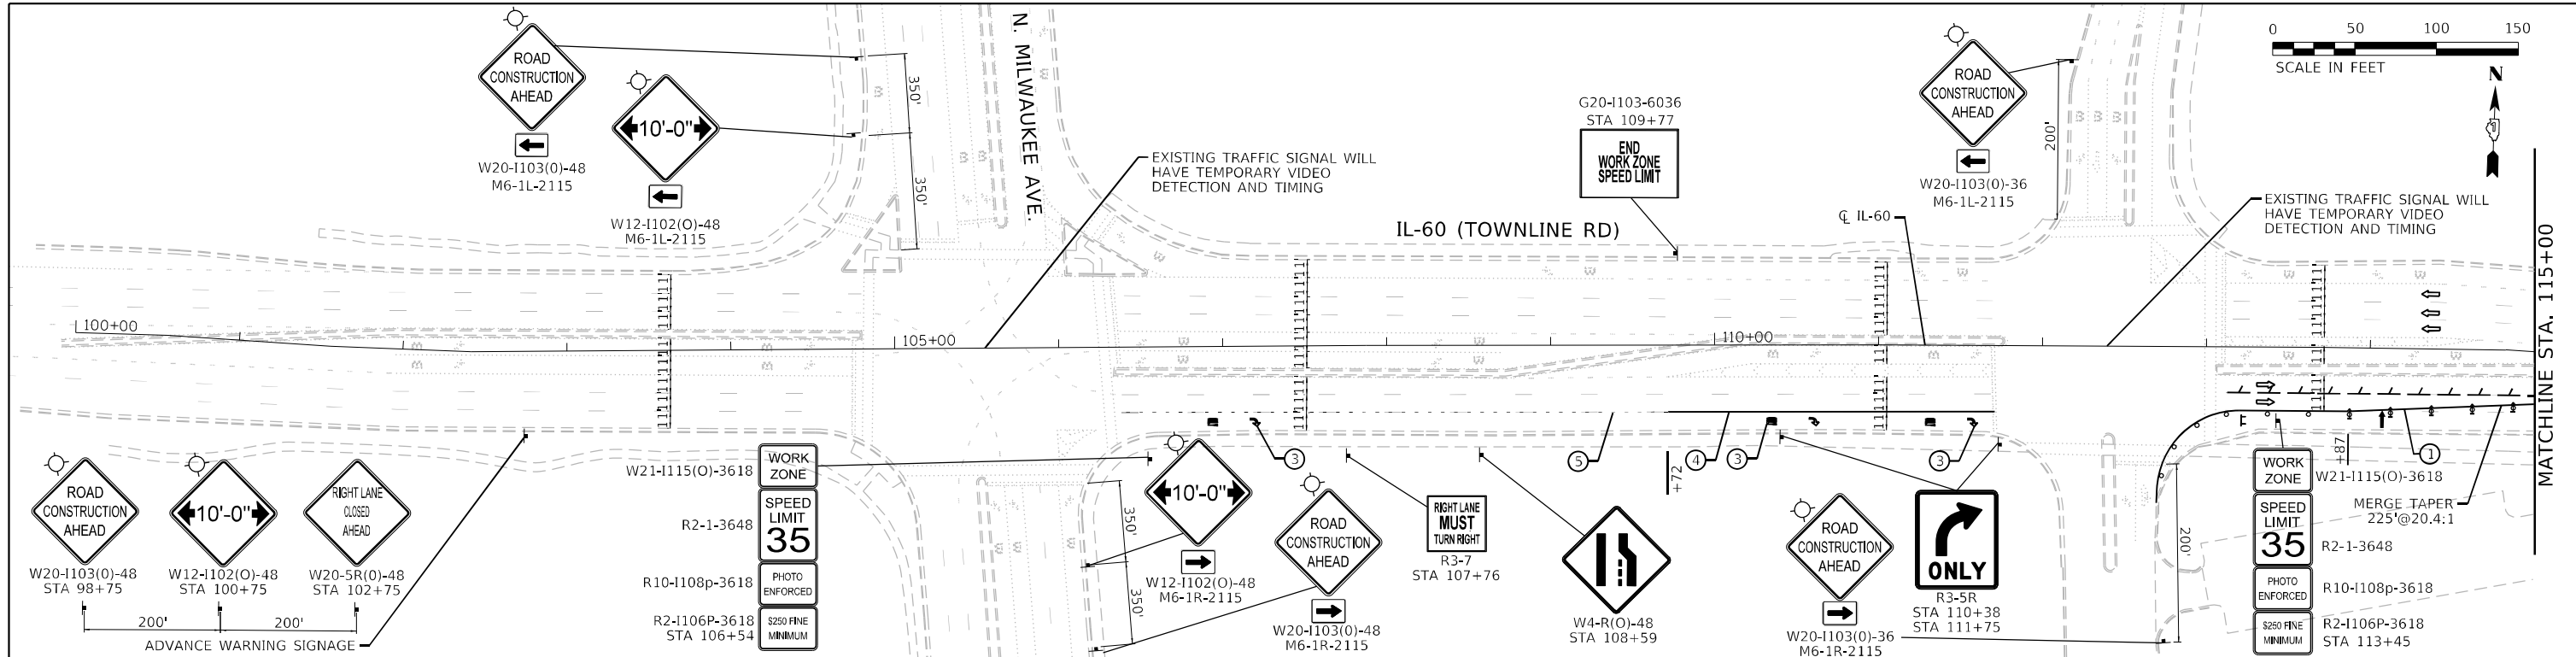 ROAD
CONSTRUCTION
AHEAD
W20-I103(0)-48
M6-1L-2115
10'-0"
W12-I102(O)-48
M6-1L-2115
350'
350'
N. MILWAUKEE AVE.
EXISTING TRAFFIC SIGNAL WILL
HAVE TEMPORARY VIDEO
DETECTION AND TIMING
G20-I103-6036
STA 109+77
END
WORK ZONE
SPEED LIMIT
IL-60 (TOWNLINE RD)
℄ IL-60
ROAD
CONSTRUCTION
AHEAD
W20-I103(0)-36
M6-1L-2115
200'
0 50 100 150
SCALE IN FEET
N
EXISTING TRAFFIC SIGNAL WILL
HAVE TEMPORARY VIDEO
DETECTION AND TIMING
MATCHLINE STA. 115+00
100+00
105+00
110+00
ROAD
CONSTRUCTION
AHEAD
W20-I103(0)-48
STA 98+75
10'-0"
W12-I102(O)-48
STA 100+75
RIGHT LANE
CLOSED
AHEAD
W20-5R(0)-48
STA 102+75
200'
200'
ADVANCE WARNING SIGNAGE
WORK
ZONE
W21-I115(O)-3618
SPEED
LIMIT
35
R2-1-3648
PHOTO
ENFORCED
R10-I108p-3618
$250 FINE
MINIMUM
R2-I106P-3618
STA 106+54
350'
350'
10'-0"
W12-I102(O)-48
M6-1R-2115
ROAD
CONSTRUCTION
AHEAD
W20-I103(0)-48
M6-1R-2115
3
RIGHT LANE
MUST
TURN RIGHT
R3-7
STA 107+76
W4-R(O)-48
STA 108+59
5
+72
4
3
3
ROAD
CONSTRUCTION
AHEAD
W20-I103(0)-36
M6-1R-2115
ONLY
R3-5R
STA 110+38
STA 111+75
200'
WORK
ZONE
W21-I115(O)-3618
+87
1
MERGE TAPER
225'@20.4:1
SPEED
LIMIT
35
R2-1-3648
PHOTO
ENFORCED
R10-I108p-3618
$250 FINE
MINIMUM
R2-I106P-3618
STA 113+45